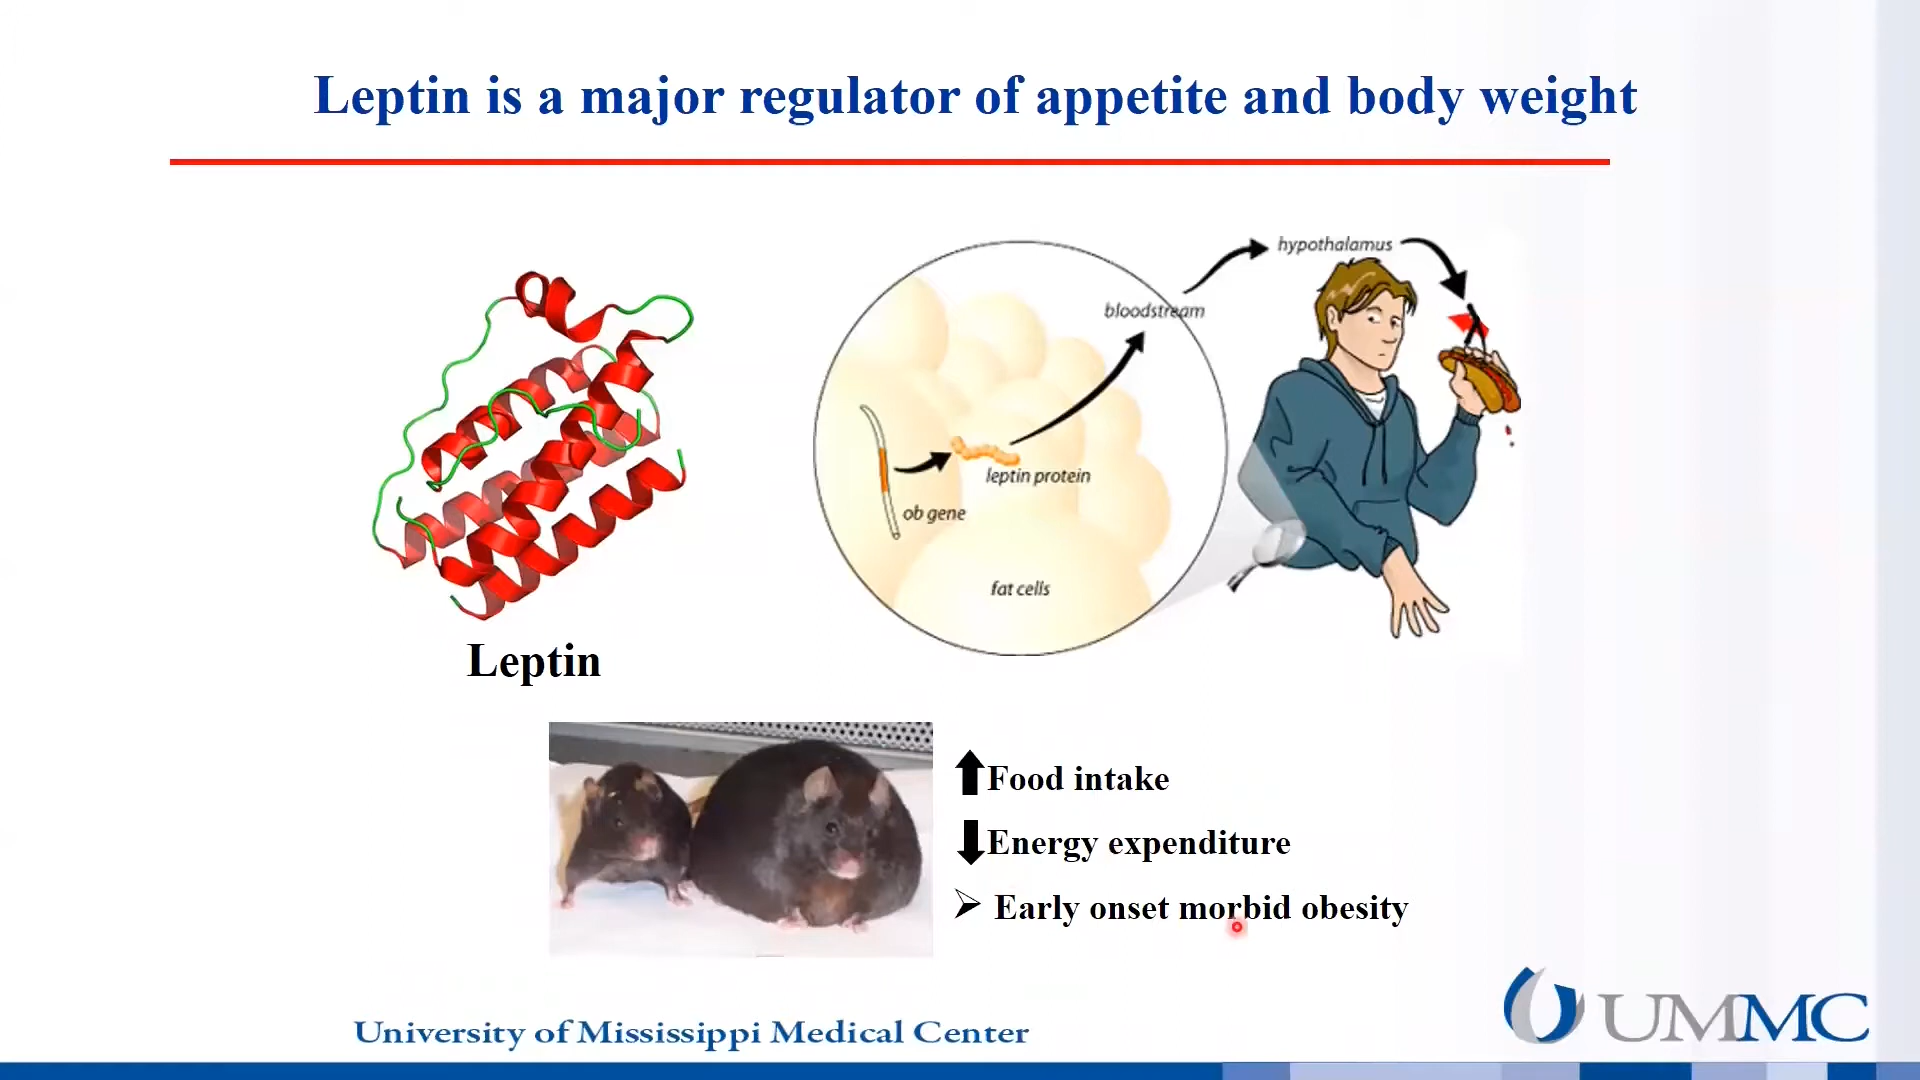 Leptin is a major regulator of appetite and body weight
hypothalamus
bloodstream
leptin protein
ob gene
fat cells
Leptin
Food intake
Energy expenditure
Early onset morbid obesity
University of Mississippi Medical Center
UMMC